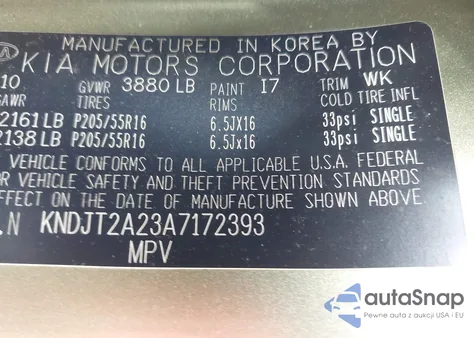 MANUFACTURED IN KOREA BY
KIA MOTORS CORPORATION
10 GVWR 3880 LB PAINT I7 TRIM WK
GAWR TIRES RIMS COLD TIRE INFL
2161 LB P205/55R16 6.5JX16 33psi SINGLE
2138 LB P205/55R16 6.5JX16 33psi SINGLE
VEHICLE CONFORMS TO ALL APPLICABLE U.S.A. FEDERAL
OR VEHICLE SAFETY AND THEFT PREVENTION STANDARDS
EFFECT ON THE DATE OF MANUFACTURE SHOWN ABOVE.
.N KNDJT2A23A7172393
MPV
autoSnap
Pewne auta z aukcji USA i EU